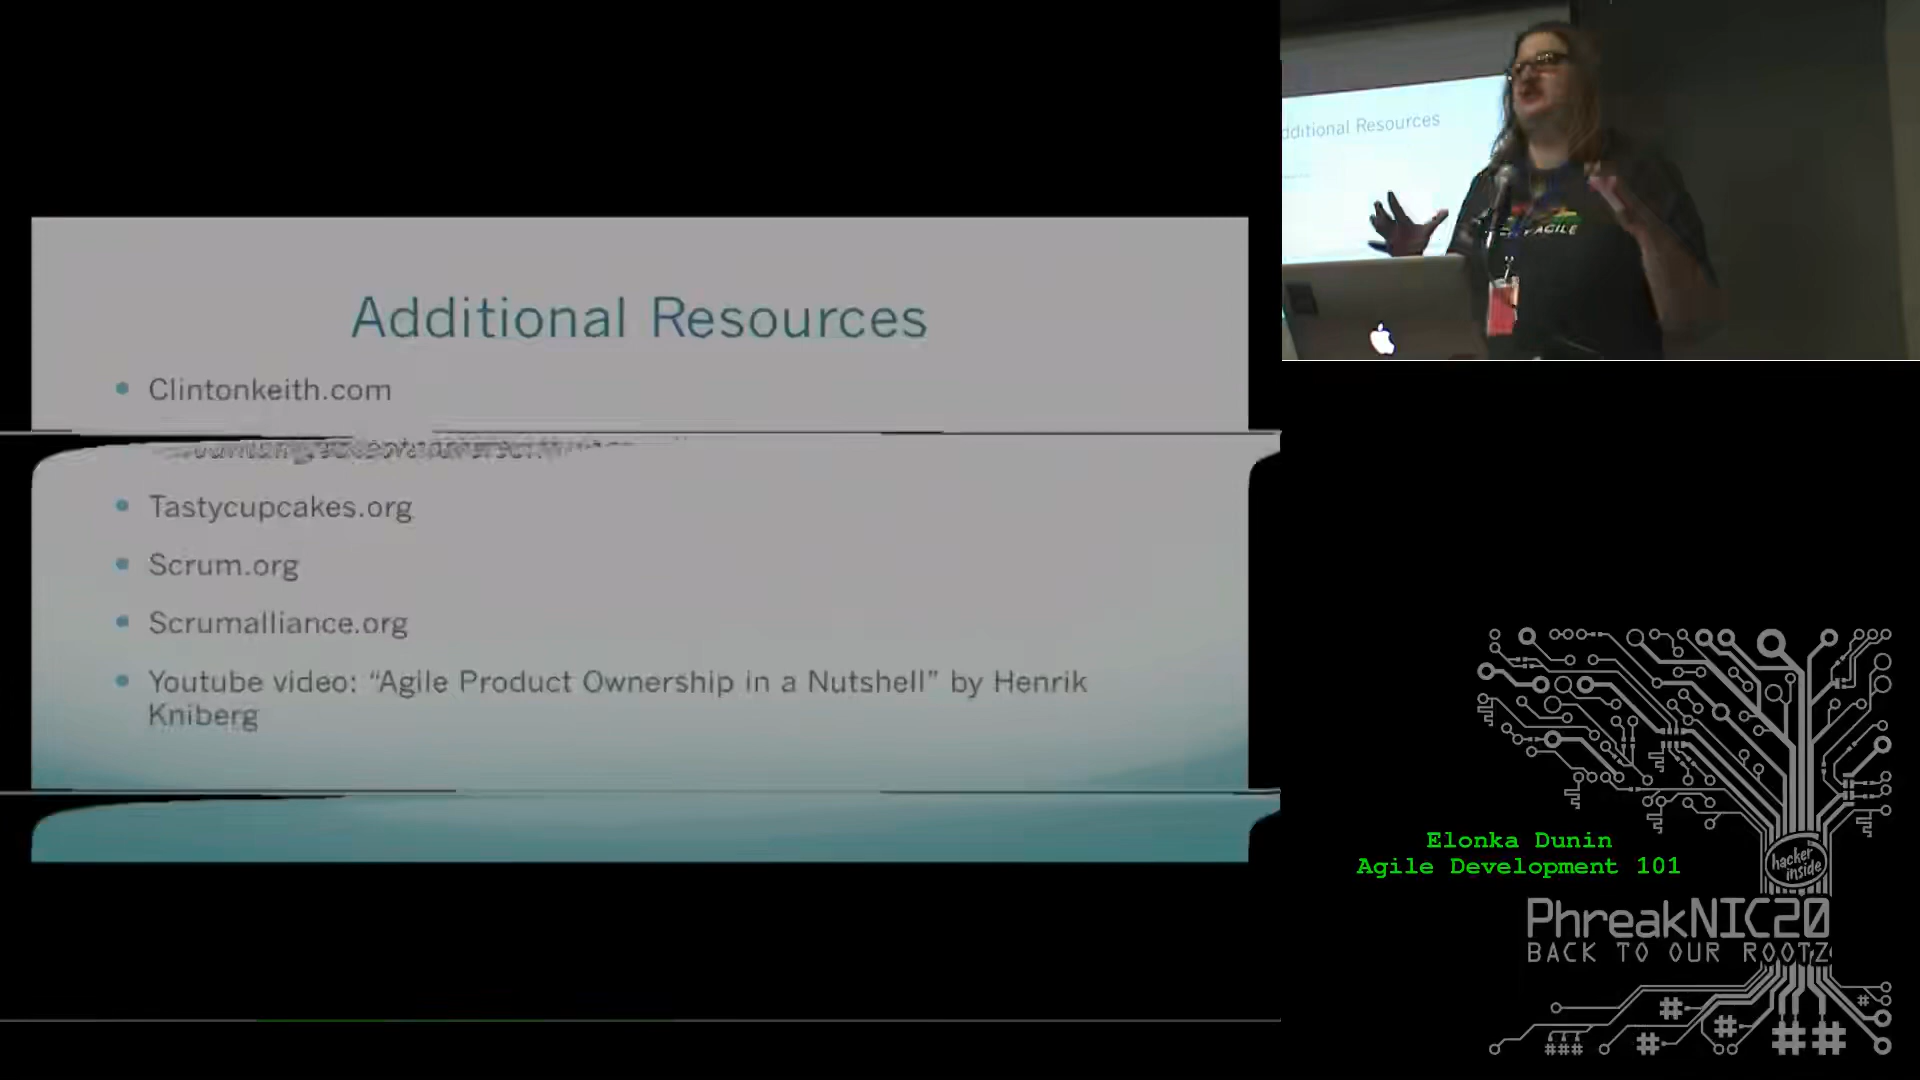 Additional Resources
Clintonkeith.com
Tastycupcakes.org
Scrum.org
Scrumalliance.org
Youtube video: “Agile Product Ownership in a Nutshell” by Henrik
Kniberg
dditional Resources
AGILE
Elonka Dunin
Agile Development 101
hacker
inside
PhreakNIC20
BACK TO OUR ROOTZ